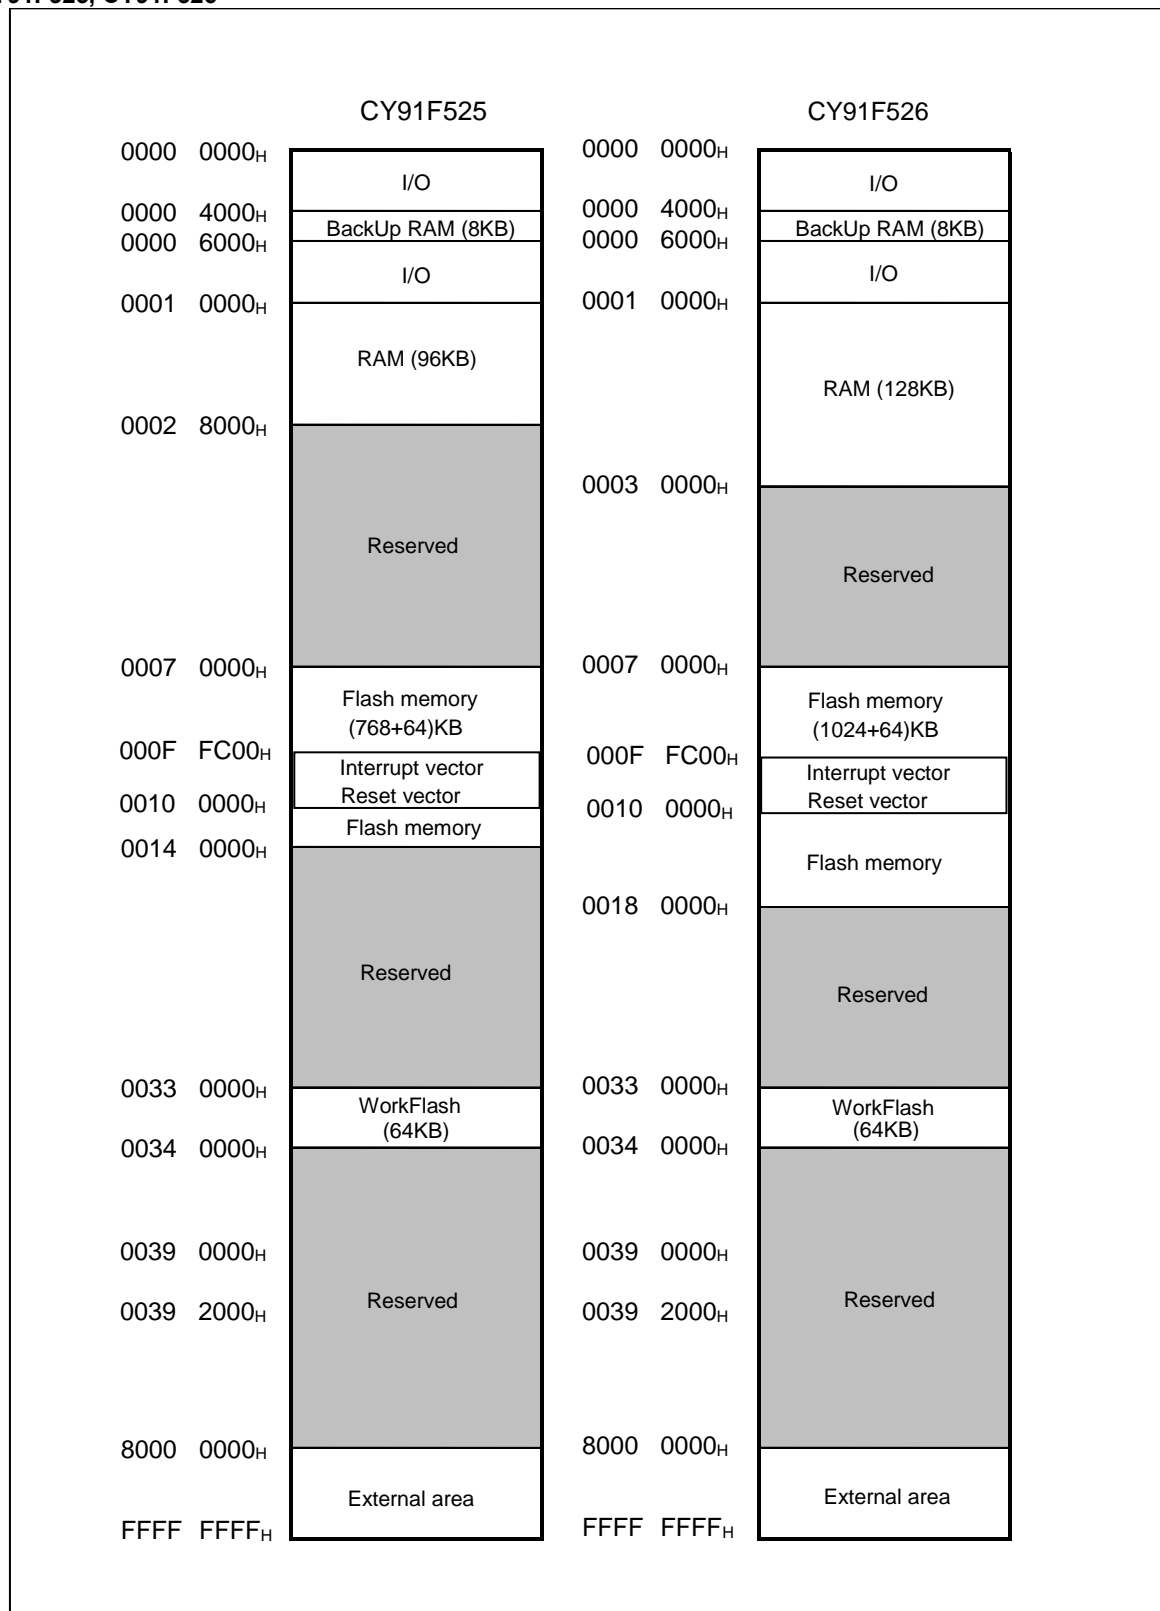 CY91F525
0000 0000H
I/O
0000 4000H
BackUp RAM (8KB)
0000 6000H
I/O
0001 0000H
RAM (96KB)
0002 8000H
Reserved
0007 0000H
Flash memory
(768+64)KB
000F FC00H
Interrupt vector
Reset vector
0010 0000H
Flash memory
0014 0000H
Reserved
0033 0000H
WorkFlash
(64KB)
0034 0000H
0039 0000H
Reserved
0039 2000H
8000 0000H
External area
FFFF FFFFH
CY91F526
0000 0000H
I/O
0000 4000H
BackUp RAM (8KB)
0000 6000H
I/O
0001 0000H
RAM (128KB)
0003 0000H
Reserved
0007 0000H
Flash memory
(1024+64)KB
000F FC00H
Interrupt vector
Reset vector
0010 0000H
Flash memory
0018 0000H
Reserved
0033 0000H
WorkFlash
(64KB)
0034 0000H
0039 0000H
Reserved
0039 2000H
8000 0000H
External area
FFFF FFFFH